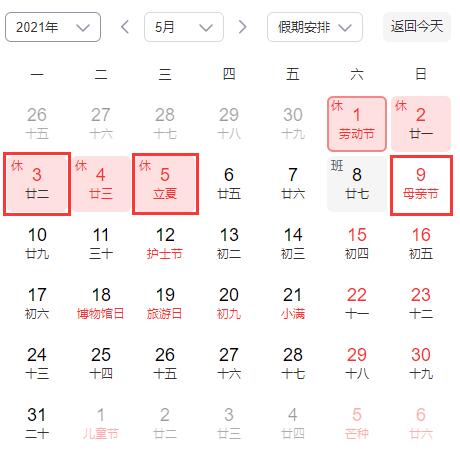 2021年 5月 假期安排 返回今天
一 二 三 四 五 六 日
26 27 28 29 30 休 1 休 2
十五 十六 十七 十八 十九 劳动节 廿一
休 3 休 4 休 5 6 7 班 8 9
廿二 廿三 立夏 廿五 廿六 廿七 母亲节
10 11 12 13 14 15 16
廿九 三十 护士节 初二 初三 初四 初五
17 18 19 20 21 22 23
初六 博物馆日 旅游日 初九 小满 十一 十二
24 25 26 27 28 29 30
十三 十四 十五 十六 十七 十八 十九
31 1 2 3 4 5 6
二十 儿童节 廿二 廿三 廿四 芒种 廿六